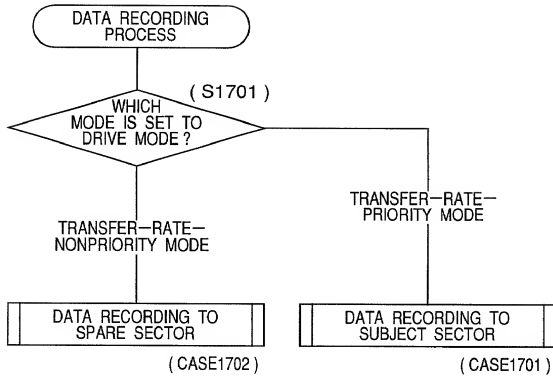 DATA RECORDING
PROCESS
(S1701)
WHICH
MODE IS SET TO
DRIVE MODE?
TRANSFER-RATE-
PRIORITY MODE
TRANSFER-RATE-
NONPRIORITY MODE
DATA RECORDING TO
SPARE SECTOR
(CASE1702)
DATA RECORDING TO
SUBJECT SECTOR
(CASE1701)